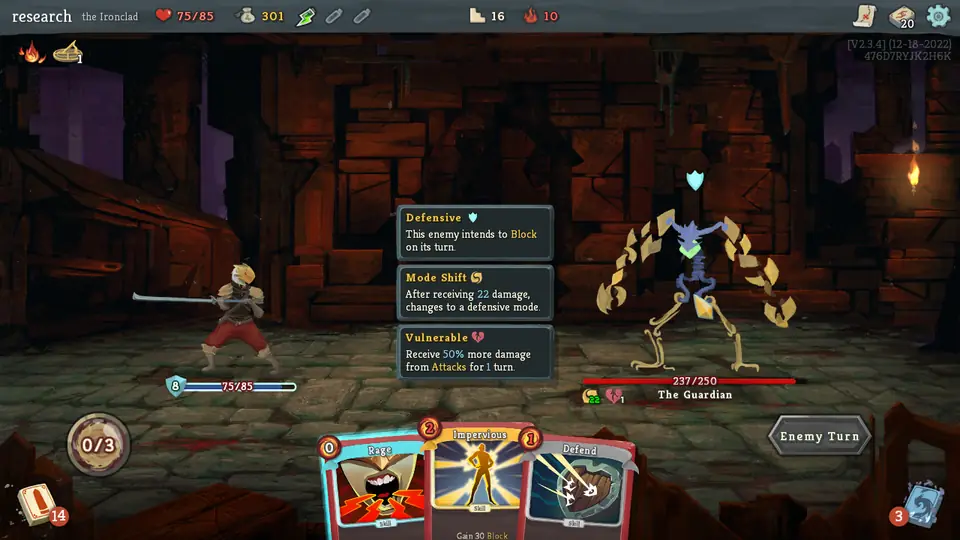 research the Ironclad 75/85 301 16 10 20
[V2.3.4] (12-18-2022)
476D7RYJK2H6K
1
Defensive
This enemy intends to Block
on its turn.
Mode Shift
After receiving 22 damage,
changes to a defensive mode.
Vulnerable
Receive 50% more damage
from Attacks for 1 turn.
8 75/85
237/250
22 1 The Guardian
0/3
Enemy Turn
0 Rage
2 Impervious
1 Defend
Skill
Skill
Skill
Gain 30 Block
14
3